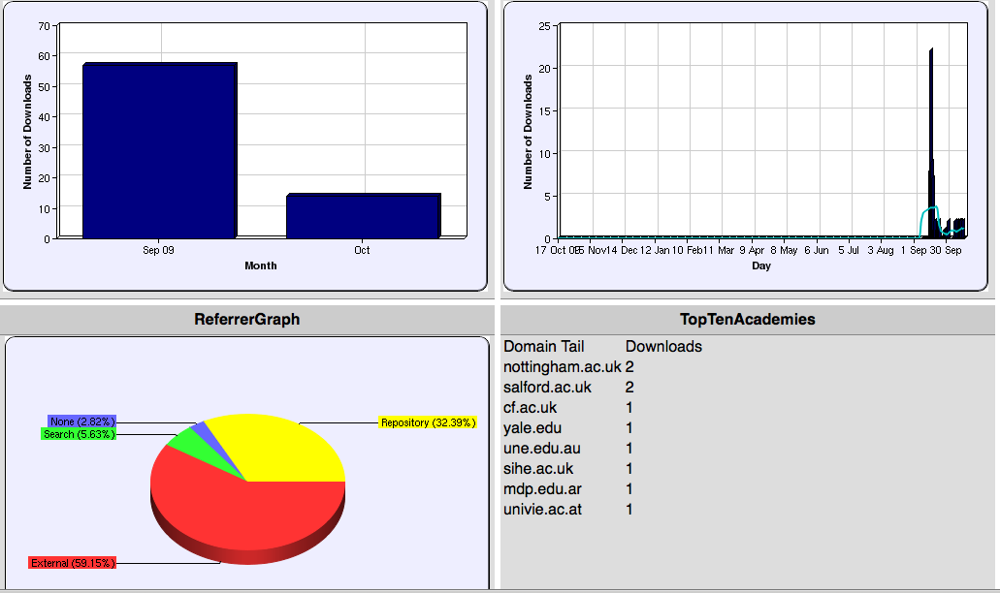 70
60
50
40
30
20
10
0
Number of Downloads
Sep 09
Oct
Month
25
20
15
10
5
0
Number of Downloads
17 Oct 08 25 Nov 14 Dec 12 Jan 10 Feb 11 Mar 9 Apr 8 May 6 Jun 5 Jul 3 Aug 1 Sep 30 Sep
Day
ReferrerGraph
None (2.82%)
Search (5.63%)
Repository (32.39%)
External (59.15%)
TopTenAcademies
Domain Tail Downloads
nottingham.ac.uk 2
salford.ac.uk 2
cf.ac.uk 1
yale.edu 1
une.edu.au 1
sihe.ac.uk 1
mdp.edu.ar 1
univie.ac.at 1